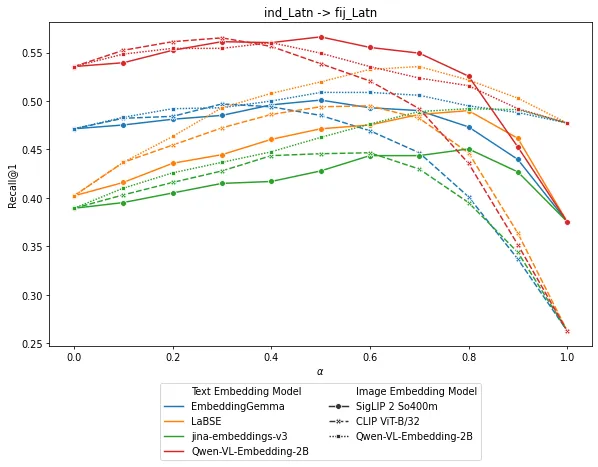 ind_Latn -> fij_Latn
Recall@1
0.55
0.50
0.45
0.40
0.35
0.30
0.25
0.0
0.2
0.4
0.6
0.8
1.0
α
Text Embedding Model
EmbeddingGemma
LaBSE
jina-embeddings-v3
Qwen-VL-Embedding-2B
Image Embedding Model
SigLIP 2 So400m
CLIP ViT-B/32
Qwen-VL-Embedding-2B